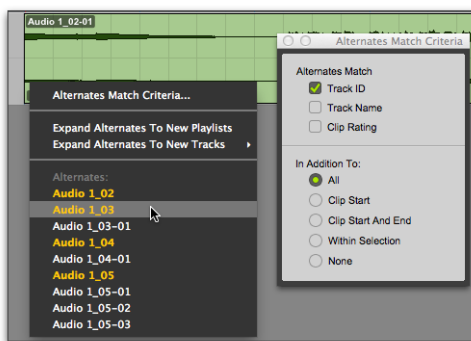 Audio 1_02-01
Alternates Match Criteria...
Expand Alternates To New Playlists
Expand Alternates To New Tracks
Alternates:
Audio 1_02
Audio 1_03
Audio 1_03-01
Audio 1_04
Audio 1_04-01
Audio 1_05
Audio 1_05-01
Audio 1_05-02
Audio 1_05-03
Alternates Match Criteria
Alternates Match
Track ID
Track Name
Clip Rating
In Addition To:
All
Clip Start
Clip Start And End
Within Selection
None